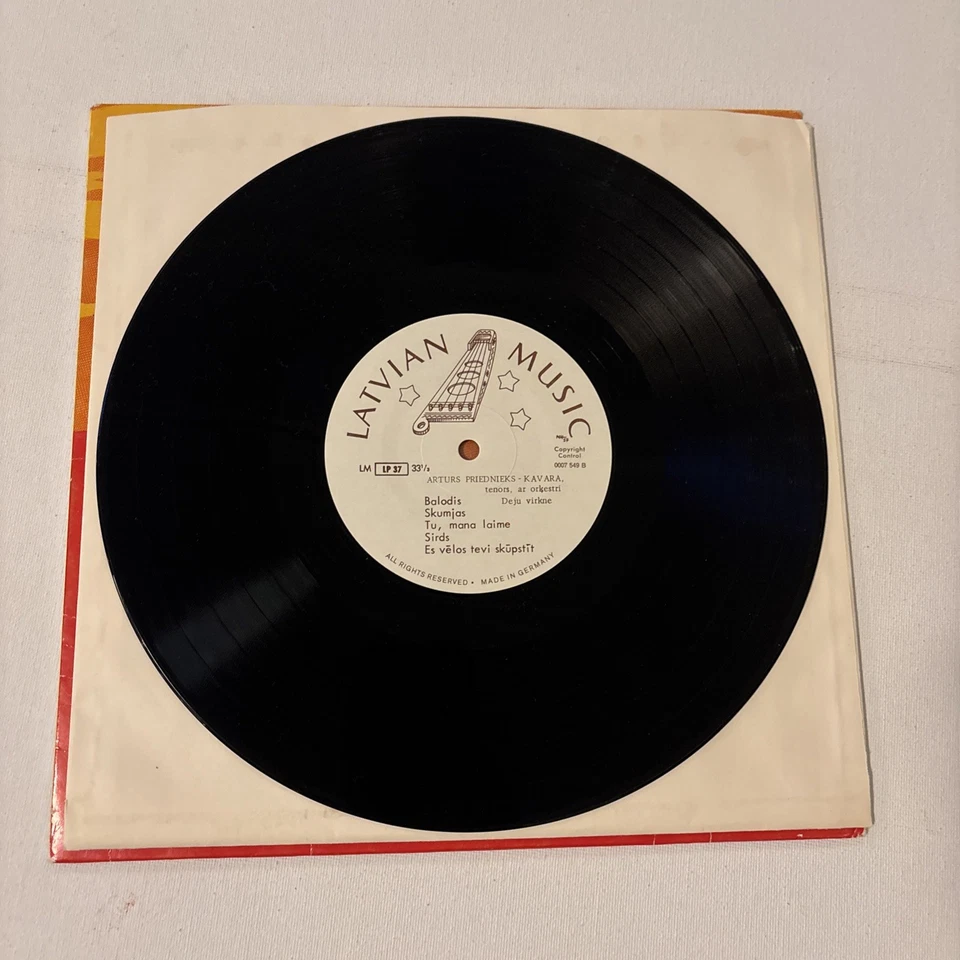 LATVIAN MUSIC
Copyright
Control
0007 549 B
LM LP 37 33⅓
ARTURS PRIEDNIEKS - KAVARA,
tenors, ar orķestri
Balodis Deju virkne
Skumjas
Tu, mana laime
Sirds
Es vēlos tevi skūpstīt
ALL RIGHTS RESERVED • MADE IN GERMANY